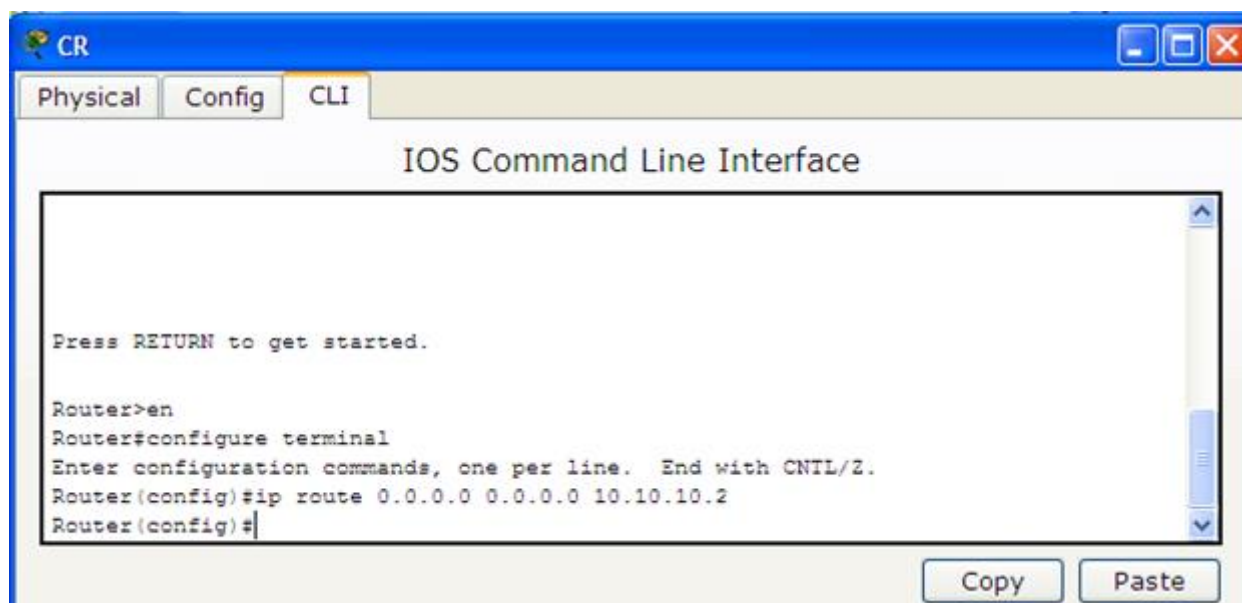 CR
Physical Config CLI
IOS Command Line Interface
Press RETURN to get started.
Router>en
Router#configure terminal
Enter configuration commands, one per line.  End with CNTL/Z.
Router(config)#ip route 0.0.0.0 0.0.0.0 10.10.10.2
Router(config)#
Copy Paste